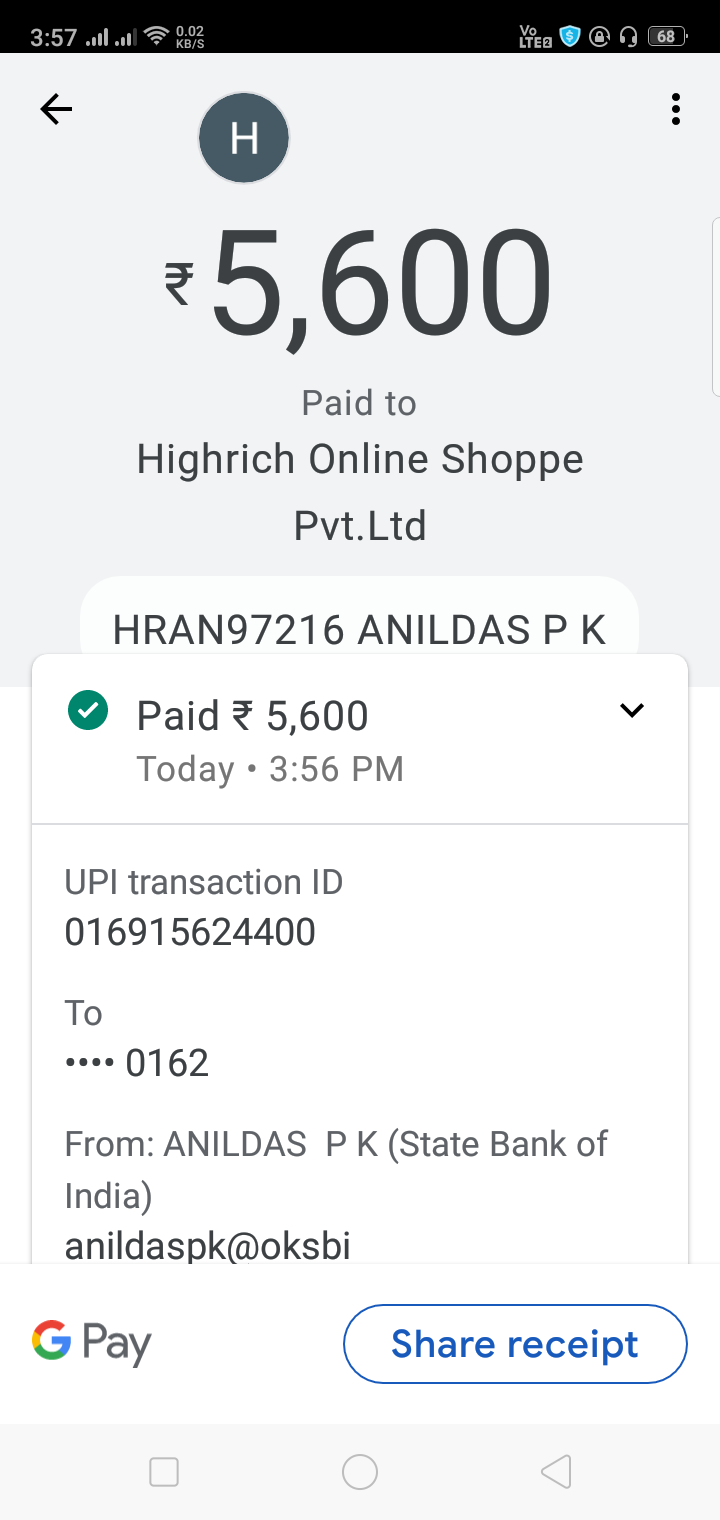 3:57 0.02 KB/S Vo LTE2 68
H
₹5,600
Paid to
Highrich Online Shoppe
Pvt.Ltd
HRAN97216 ANILDAS P K
Paid ₹ 5,600
Today • 3:56 PM
UPI transaction ID
016915624400
To
•••• 0162
From: ANILDAS  P K (State Bank of
India)
anildaspk@oksbi
G Pay
Share receipt